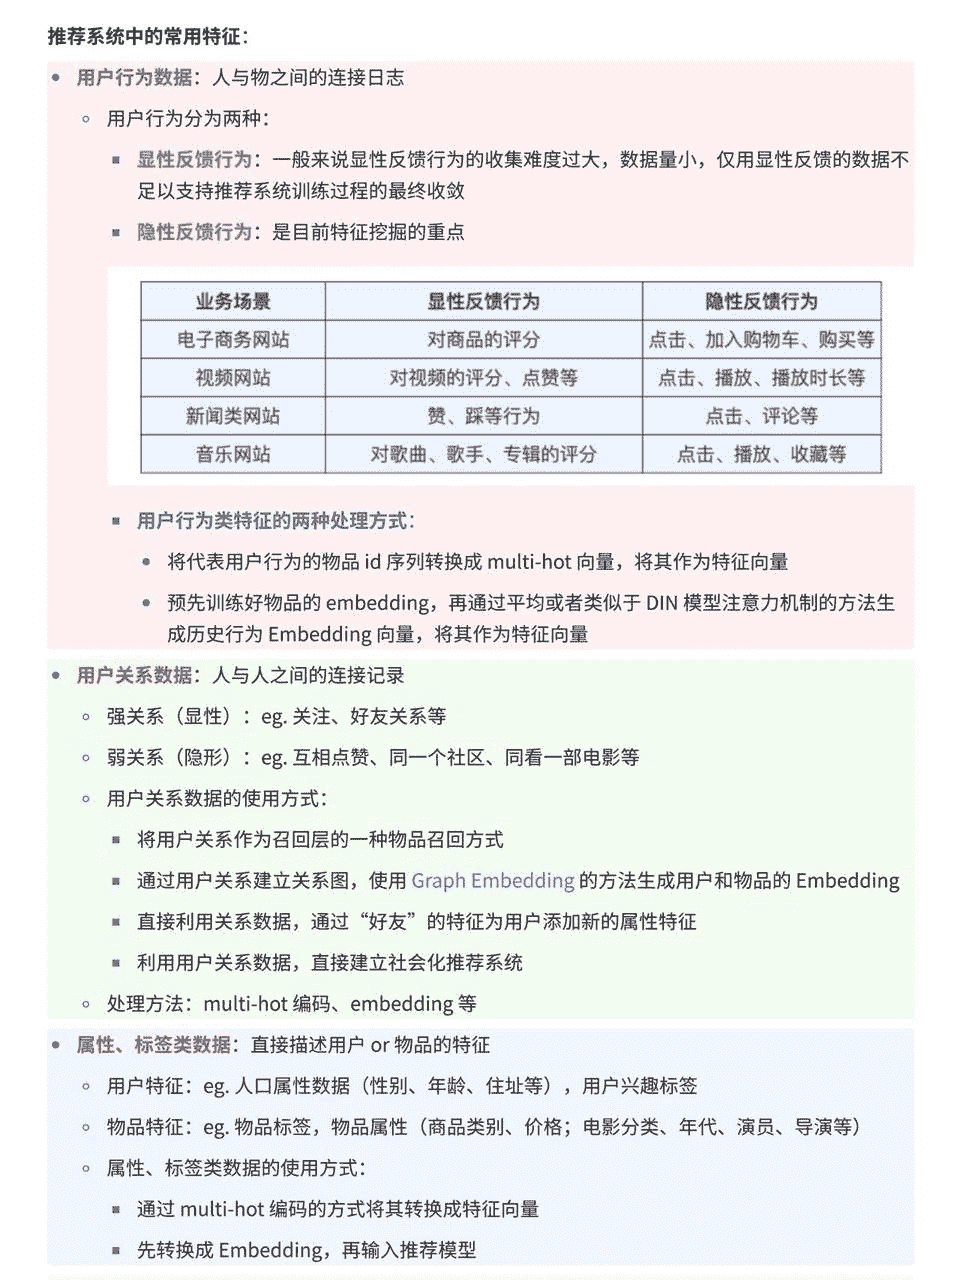 推荐系统中的常用特征：
用户行为数据：人与物之间的连接日志
用户行为分为两种：
显性反馈行为：一般来说显性反馈行为的收集难度过大，数据量小，仅用显性反馈的数据不
足以支持推荐系统训练过程的最终收敛
隐性反馈行为：是目前特征挖掘的重点
业务场景 显性反馈行为 隐性反馈行为
电子商务网站 对商品的评分 点击、加入购物车、购买等
视频网站 对视频的评分、点赞等 点击、播放、播放时长等
新闻类网站 赞、踩等行为 点击、评论等
音乐网站 对歌曲、歌手、专辑的评分 点击、播放、收藏等
用户行为类特征的两种处理方式：
将代表用户行为的物品 id 序列转换成 multi-hot 向量，将其作为特征向量
预先训练好物品的 embedding，再通过平均或者类似于 DIN 模型注意力机制的方法生
成历史行为 Embedding 向量，将其作为特征向量
用户关系数据：人与人之间的连接记录
强关系（显性）：eg. 关注、好友关系等
弱关系（隐形）：eg. 互相点赞、同一个社区、同看一部电影等
用户关系数据的使用方式：
将用户关系作为召回层的一种物品召回方式
通过用户关系建立关系图，使用 Graph Embedding 的方法生成用户和物品的 Embedding
直接利用关系数据，通过“好友”的特征为用户添加新的属性特征
利用用户关系数据，直接建立社会化推荐系统
处理方法：multi-hot 编码、embedding 等
属性、标签类数据：直接描述用户 or 物品的特征
用户特征：eg. 人口属性数据（性别、年龄、住址等），用户兴趣标签
物品特征：eg. 物品标签，物品属性（商品类别、价格；电影分类、年代、演员、导演等）
属性、标签类数据的使用方式：
通过 multi-hot 编码的方式将其转换成特征向量
先转换成 Embedding，再输入推荐模型